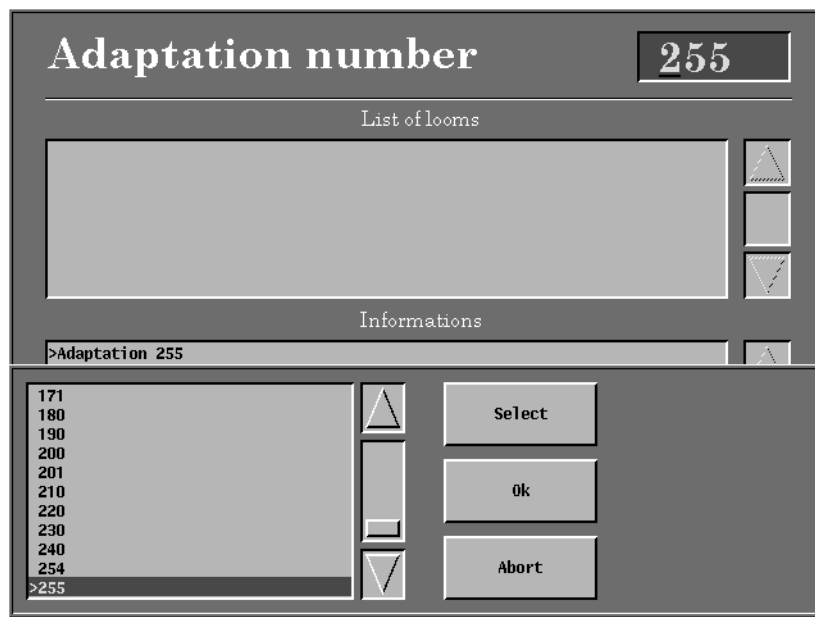 Adaptation number 255
List of looms
Informations
>Adaptation 255
171
180
190
200
201
210
220
230
240
254
>255
Select
Ok
Abort